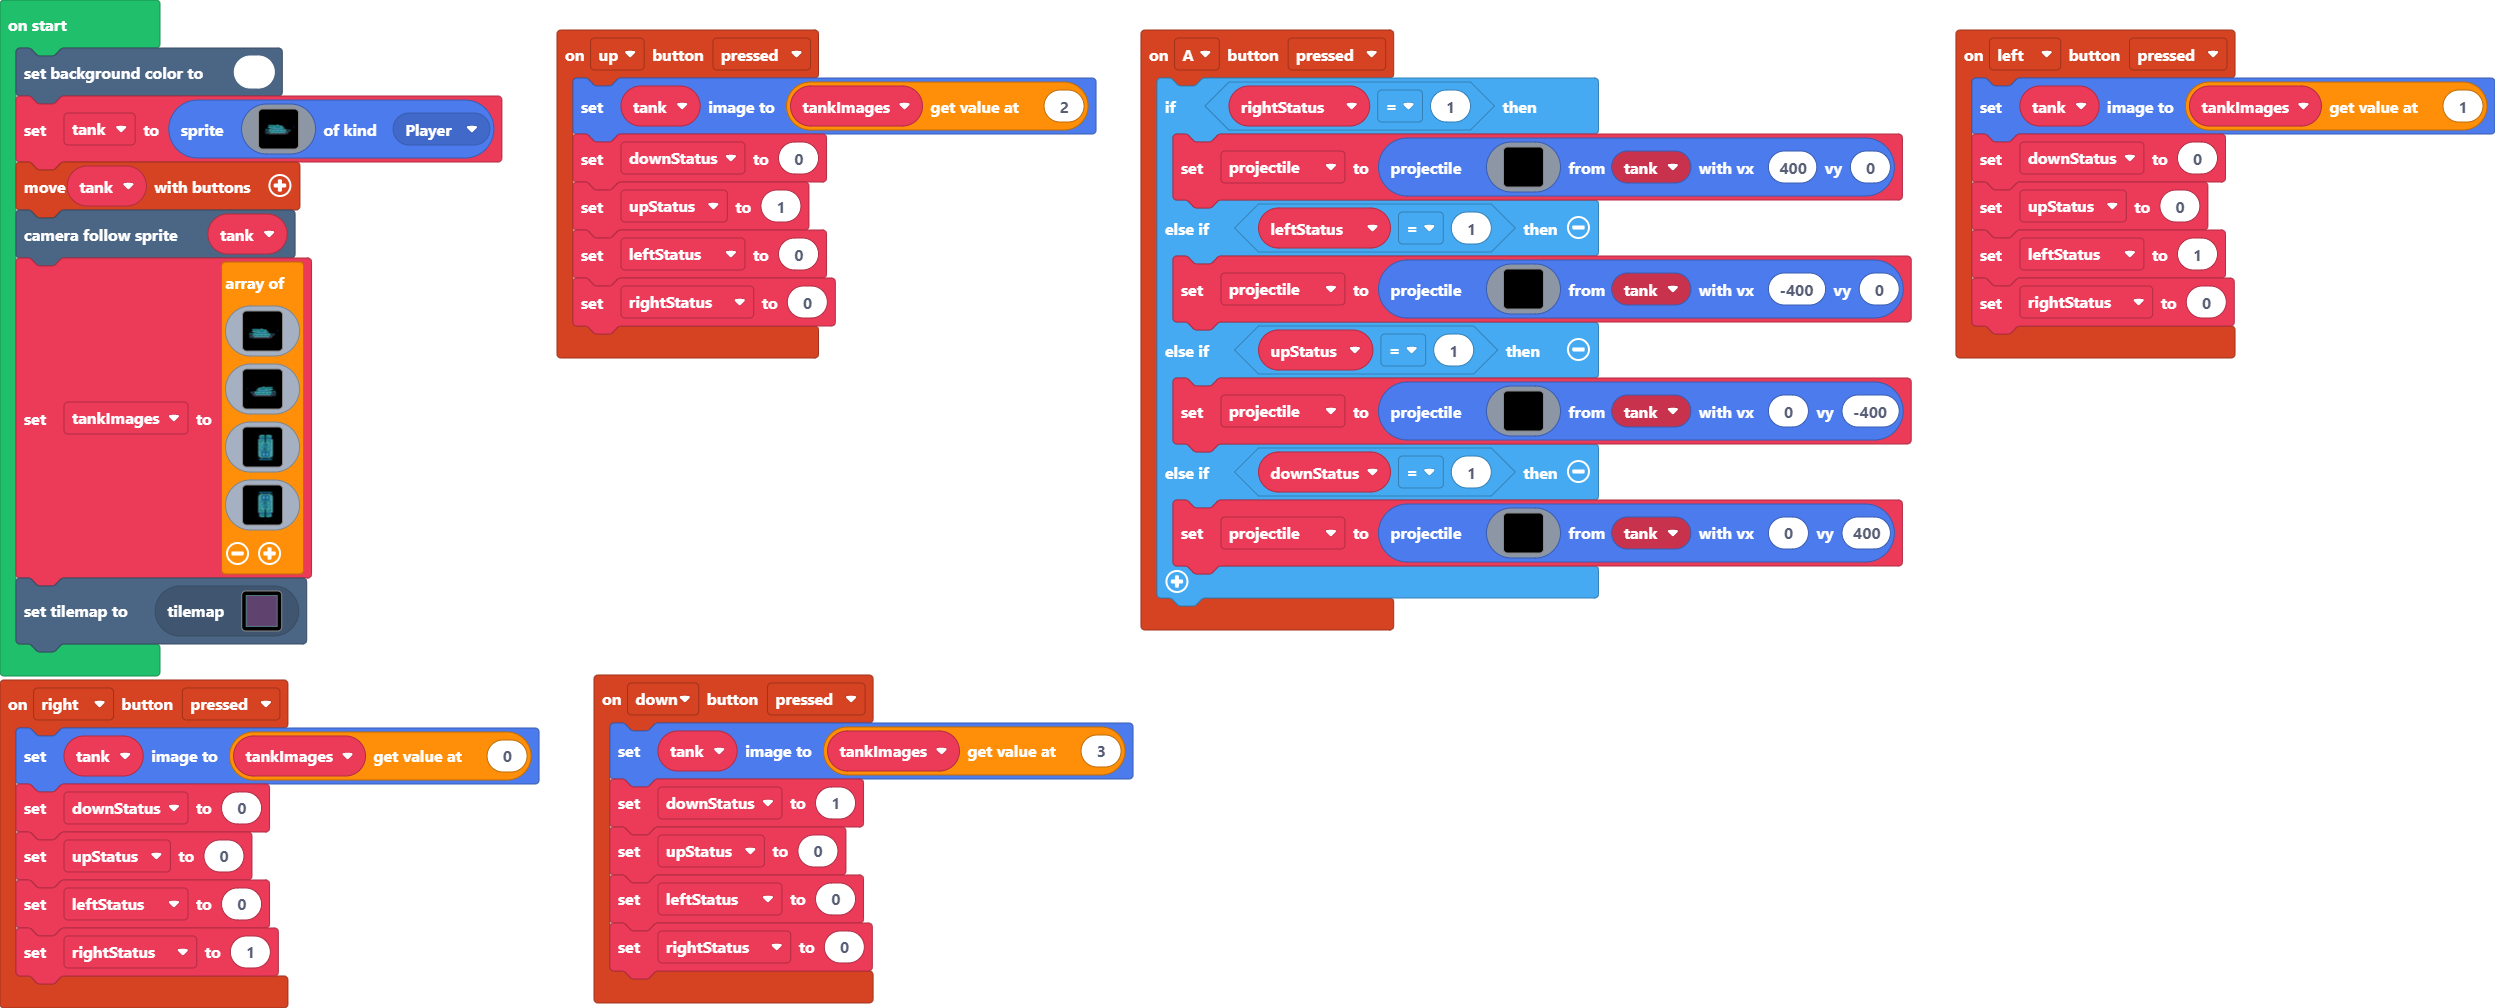 on start
set background color to
set tank to sprite of kind Player
move tank with buttons
camera follow sprite tank
set tankImages to array of
set tilemap to tilemap
on up button pressed
set tank image to tankImages get value at 2
set downStatus to 0
set upStatus to 1
set leftStatus to 0
set rightStatus to 0
on A button pressed
if rightStatus = 1 then
set projectile to projectile from tank with vx 400 vy 0
else if leftStatus = 1 then
set projectile to projectile from tank with vx -400 vy 0
else if upStatus = 1 then
set projectile to projectile from tank with vx 0 vy -400
else if downStatus = 1 then
set projectile to projectile from tank with vx 0 vy 400
on left button pressed
set tank image to tankImages get value at 1
set downStatus to 0
set upStatus to 0
set leftStatus to 1
set rightStatus to 0
on right button pressed
set tank image to tankImages get value at 0
set downStatus to 0
set upStatus to 0
set leftStatus to 0
set rightStatus to 1
on down button pressed
set tank image to tankImages get value at 3
set downStatus to 1
set upStatus to 0
set leftStatus to 0
set rightStatus to 0